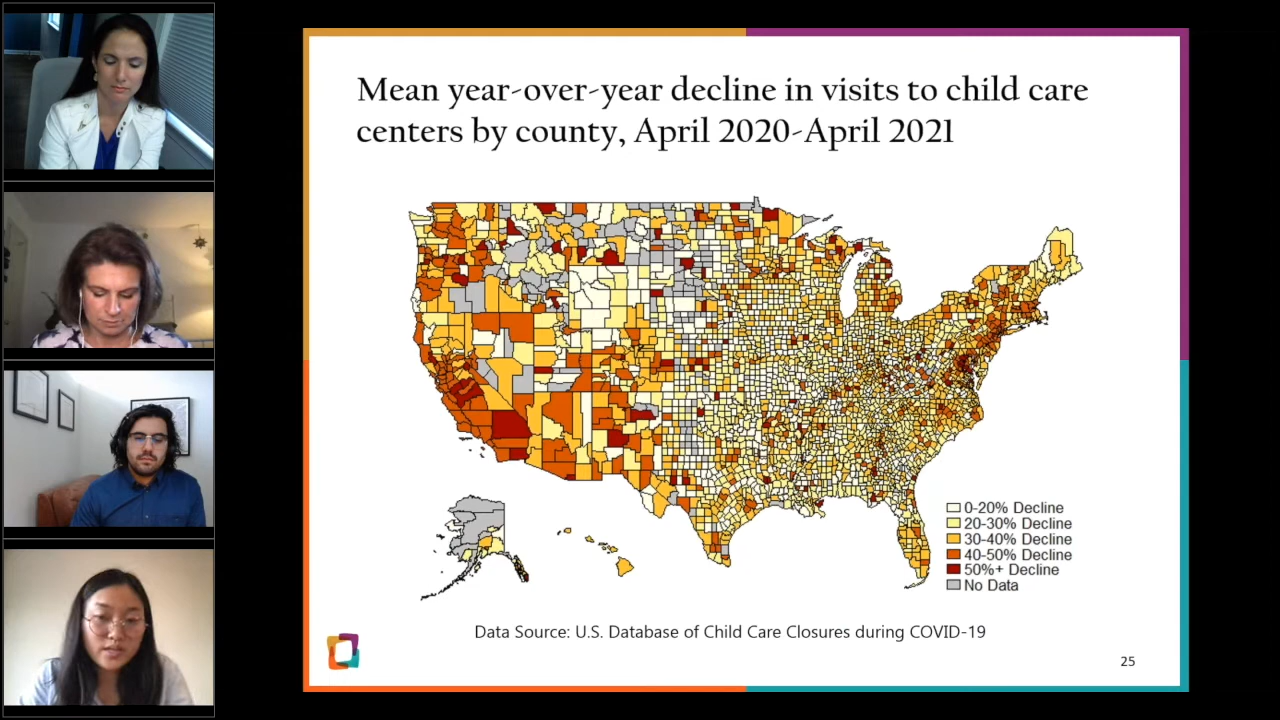 Mean year-over-year decline in visits to child care
centers by county, April 2020-April 2021
0-20% Decline
20-30% Decline
30-40% Decline
40-50% Decline
50%+ Decline
No Data
Data Source: U.S. Database of Child Care Closures during COVID-19
25